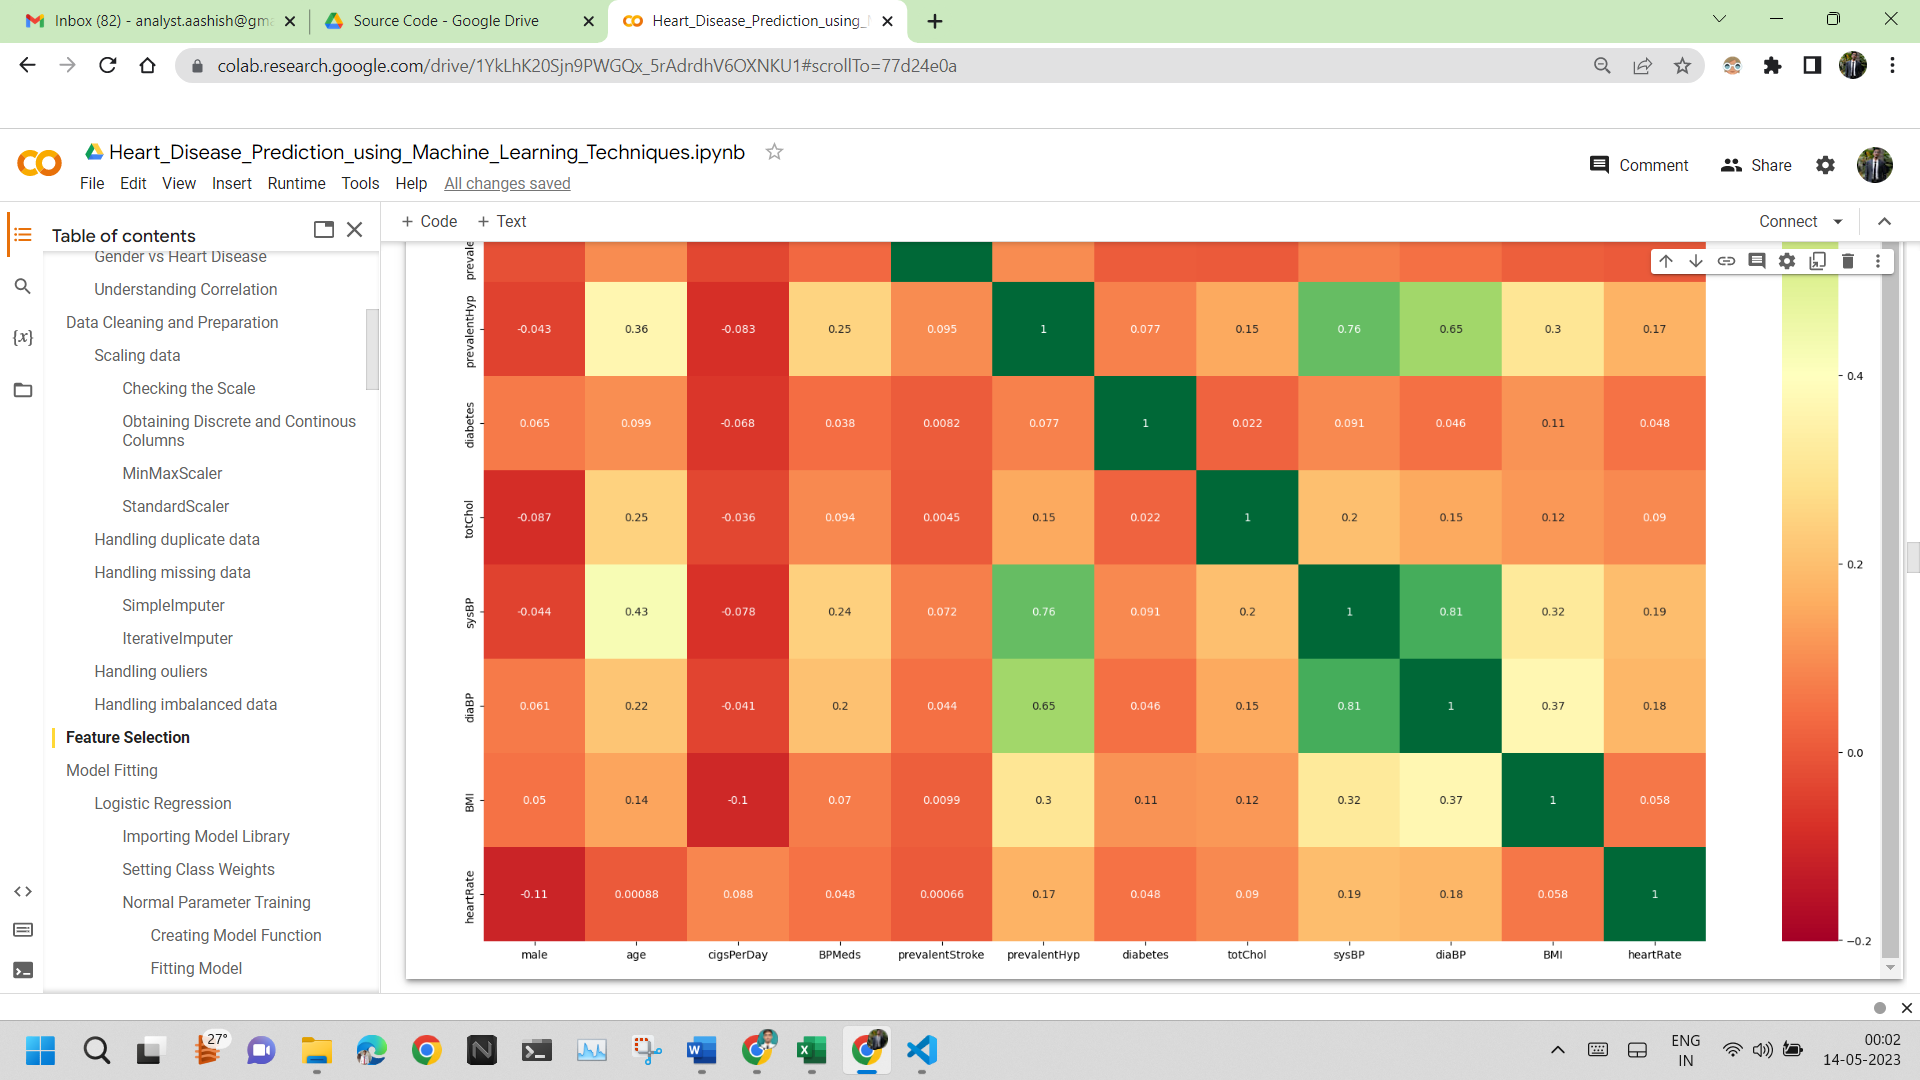 Inbox (82) - analyst.aashish@gm
Source Code - Google Drive
Heart_Disease_Prediction_using_M
colab.research.google.com/drive/1YkLhK20Sjn9PWGQx_5rAdrdhV6OXNKU1#scrollTo=77d24e0a
Heart_Disease_Prediction_using_Machine_Learning_Techniques.ipynb
File Edit View Insert Runtime Tools Help All changes saved
Comment Share
Table of contents
+ Code + Text
Connect
Gender vs Heart Disease
Understanding Correlation
Data Cleaning and Preparation
Scaling data
Checking the Scale
Obtaining Discrete and Continous
Columns
MinMaxScaler
StandardScaler
Handling duplicate data
Handling missing data
SimpleImputer
IterativeImputer
Handling ouliers
Handling imbalanced data
Feature Selection
Model Fitting
Logistic Regression
Importing Model Library
Setting Class Weights
Normal Parameter Training
Creating Model Function
Fitting Model
prevale
prevalentHyp -0.043 0.36 -0.083 0.25 0.095 1 0.077 0.15 0.76 0.65 0.3 0.17
diabetes 0.065 0.099 -0.068 0.038 0.0082 0.077 1 0.022 0.091 0.046 0.11 0.048
totChol -0.087 0.25 -0.036 0.094 0.0045 0.15 0.022 1 0.2 0.15 0.12 0.09
sysBP -0.044 0.43 -0.078 0.24 0.072 0.76 0.091 0.2 1 0.81 0.32 0.19
diaBP 0.061 0.22 -0.041 0.2 0.044 0.65 0.046 0.15 0.81 1 0.37 0.18
BMI 0.05 0.14 -0.1 0.07 0.0099 0.3 0.11 0.12 0.32 0.37 1 0.058
heartRate -0.11 0.00088 0.088 0.048 0.00066 0.17 0.048 0.09 0.19 0.18 0.058 1
male age cigsPerDay BPMeds prevalentStroke prevalentHyp diabetes totChol sysBP diaBP BMI heartRate
0.4
0.2
0.0
−0.2
27°
ENG
IN
00:02
14-05-2023